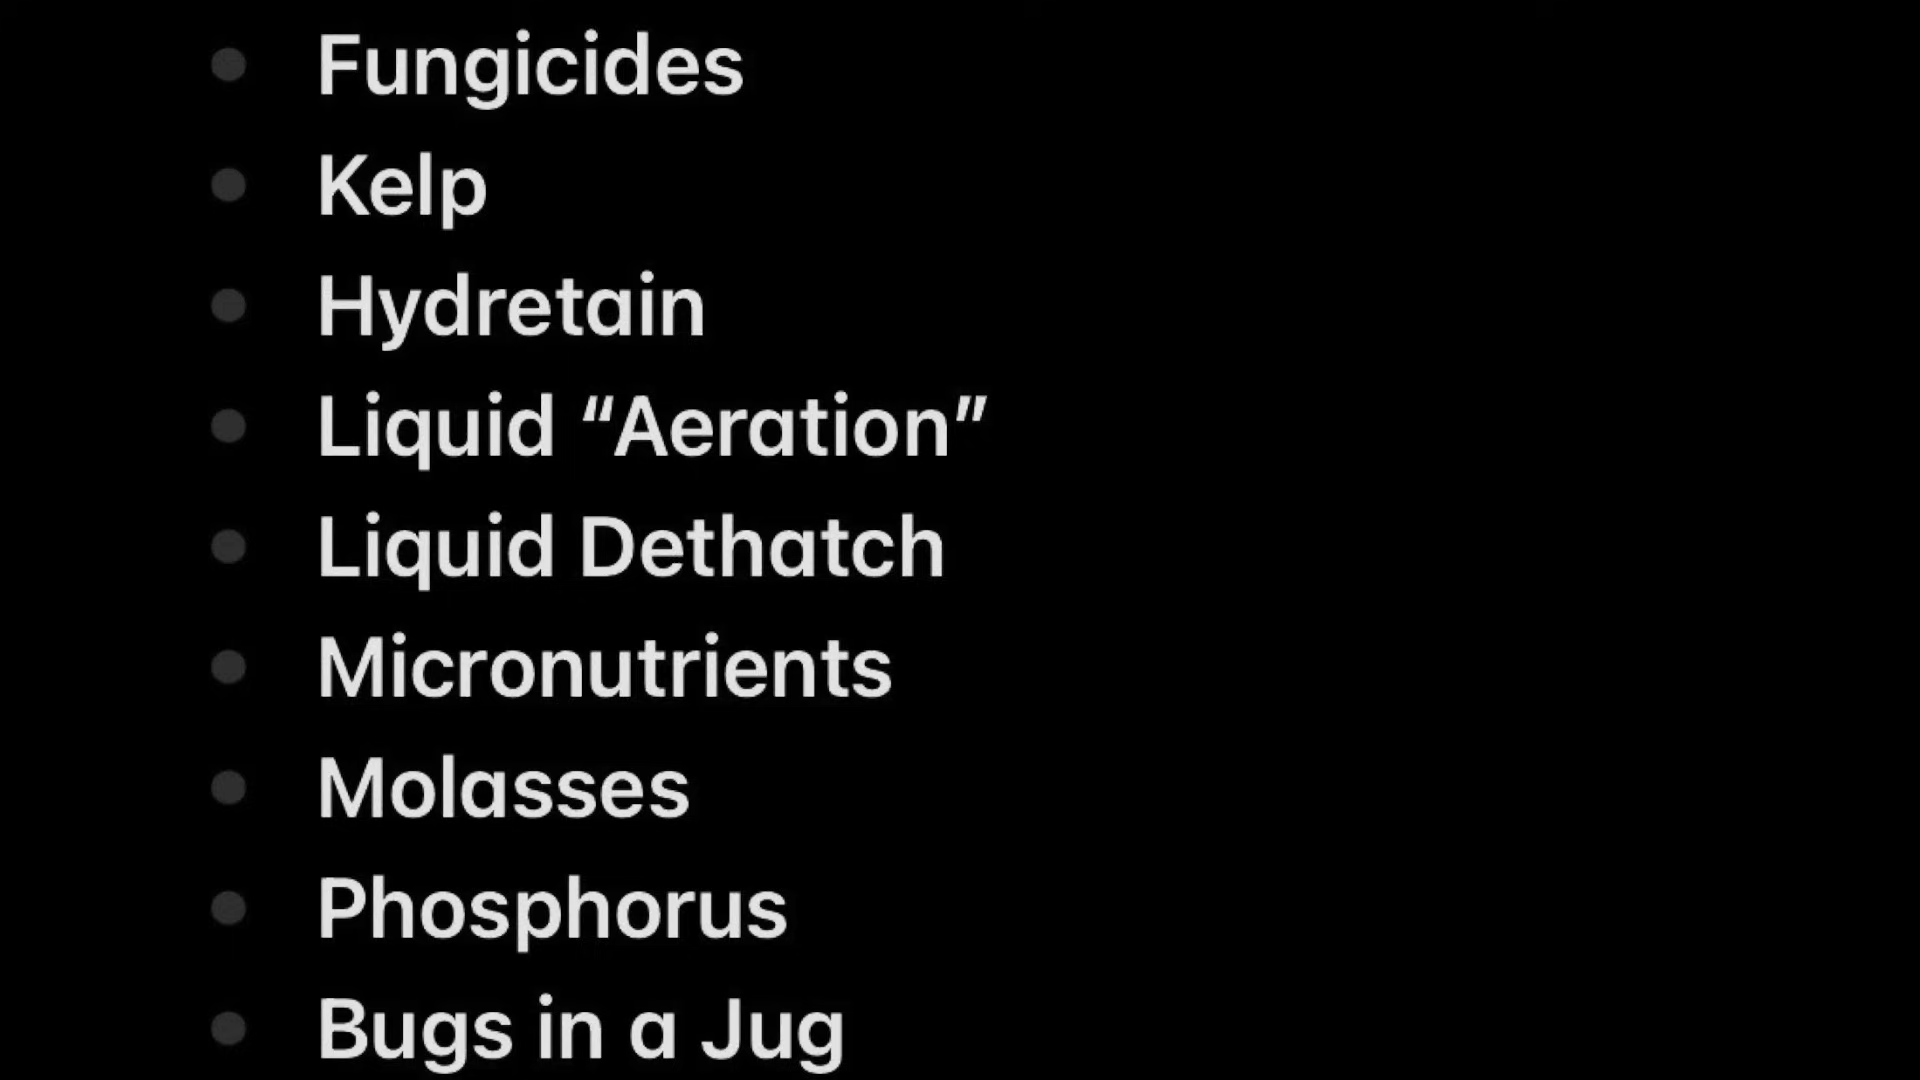 Fungicides
Kelp
Hydretain
Liquid “Aeration”
Liquid Dethatch
Micronutrients
Molasses
Phosphorus
Bugs in a Jug